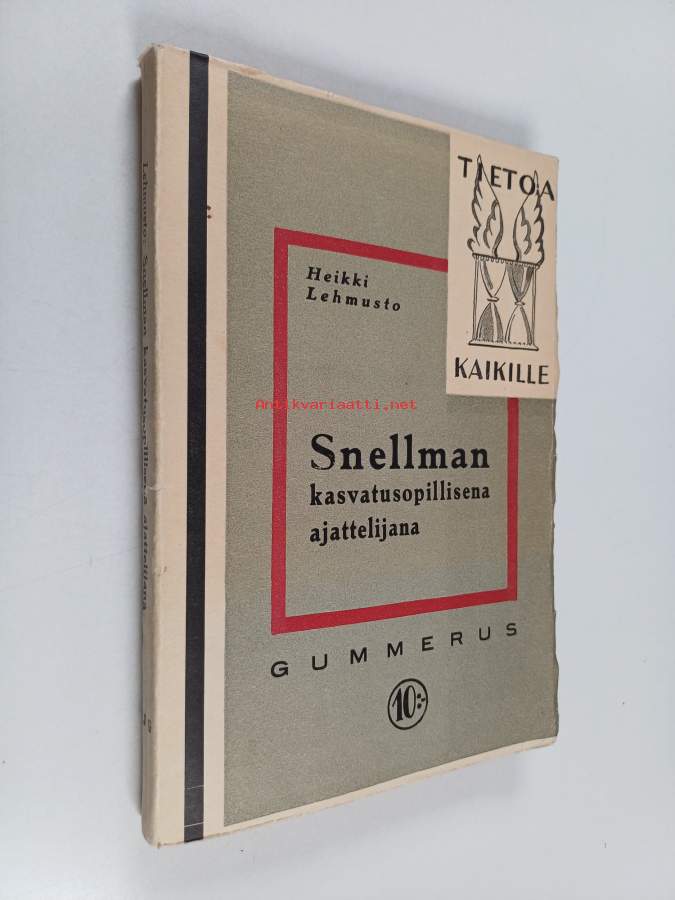 TIETOA
KAIKILLE
Heikki
Lehmusto
Antikvariaatti.net
Snellman
kasvatusopillisena
ajattelijana
GUMMERUS
10:-
Lehmusto: Snellman kasvatusopillisena ajattelijana